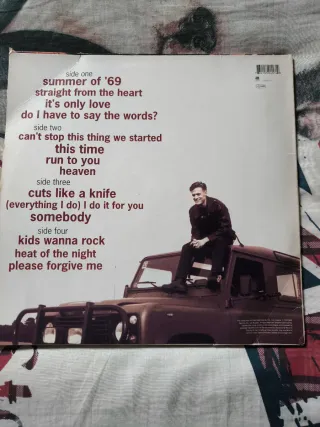 side one
summer of '69
straight from the heart
it's only love
do I have to say the words?
side two
can't stop this thing we started
this time
run to you
heaven
side three
cuts like a knife
(everything I do) I do it for you
somebody
side four
kids wanna rock
heat of the night
please forgive me